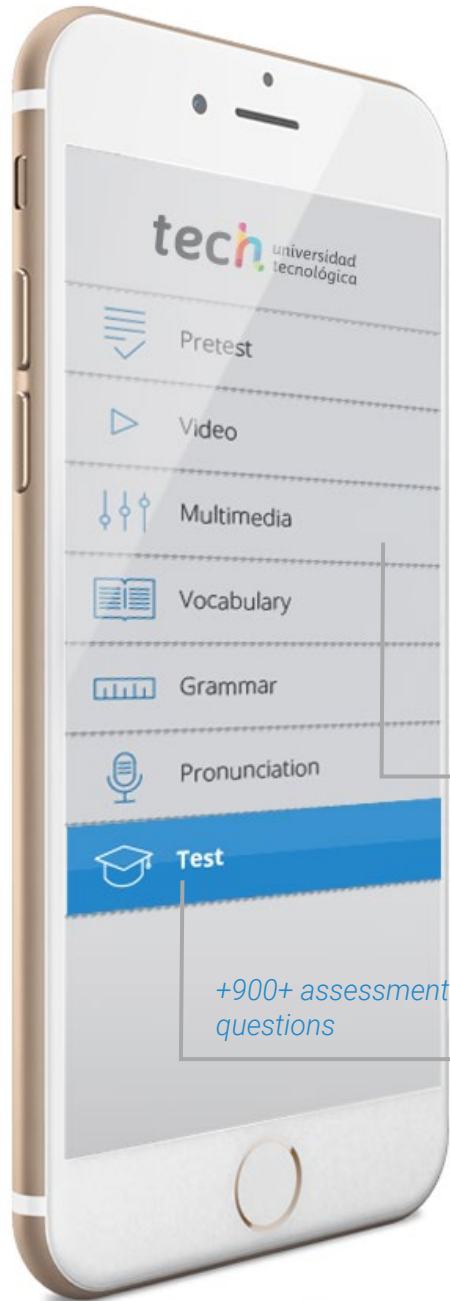 tech universidad
tecnológica
Pretest
Video
Multimedia
Vocabulary
Grammar
Pronunciation
Test
+900+ assessment
questions